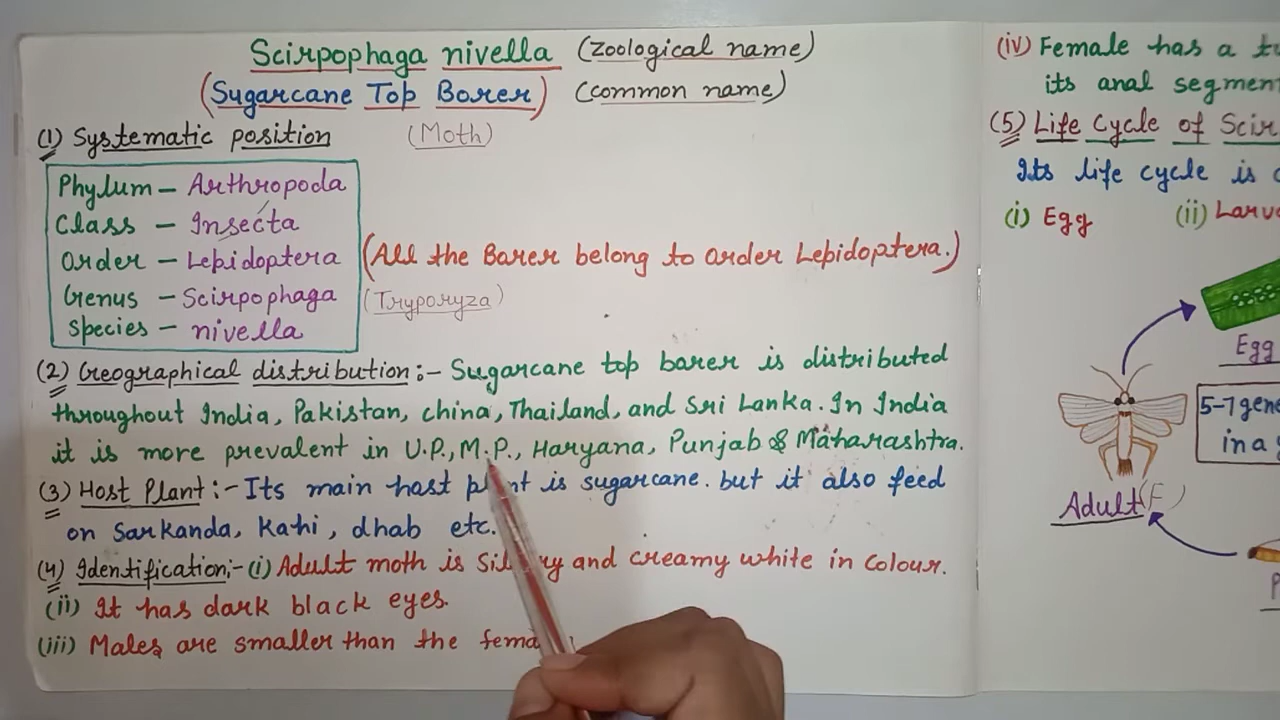 Scirpophaga nivella (zoological name)
(Sugarcane Top Borer) (common name)
(1) Systematic position (Moth)
Phylum – Arthropoda
Class – Insecta
Order – Lepidoptera (All the Borer belong to order Lepidoptera.)
Genus – Scirpophaga (Tryporyza)
Species – nivella
(2) Geographical distribution :– Sugarcane top borer is distributed
throughout India, Pakistan, china, Thailand, and Sri Lanka. In India
it is more prevalent in U.P., M.P., Haryana, Punjab & Maharashtra.
(3) Host Plant :– Its main host plant is sugarcane. but it also feed
on Sarkanda, Kahi, dhab etc.
(4) Identification:– (i) Adult moth is and creamy white in colour.
(ii) It has dark black eyes.
(iii) Males are smaller than the
(iv) Female has a
its anal segmen
(5) Life Cycle of Scir
Its life cycle is
(i) Egg (ii) Larv
Egg
5-7 gene
in a
Adult (F)
P